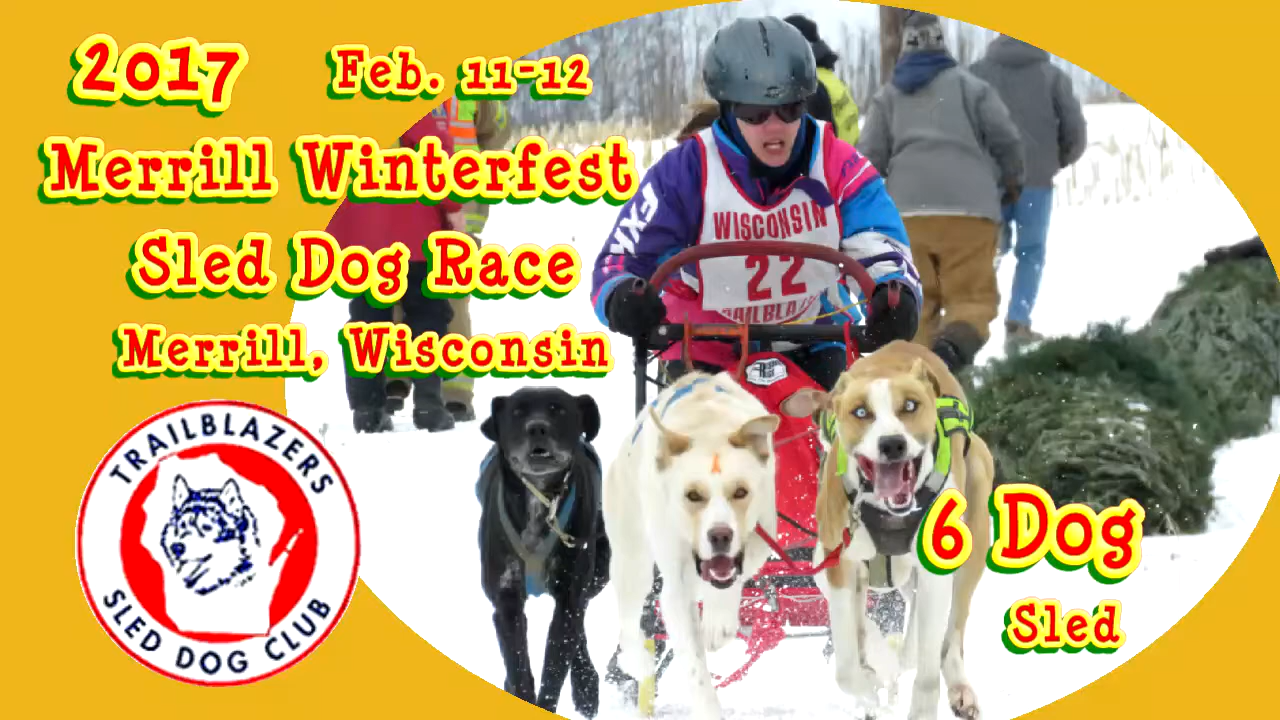 2017 Feb. 11-12
Merrill Winterfest
Sled Dog Race
Merrill, Wisconsin
TRAILBLAZERS
SLED DOG CLUB
WISCONSIN
22
6 Dog
Sled